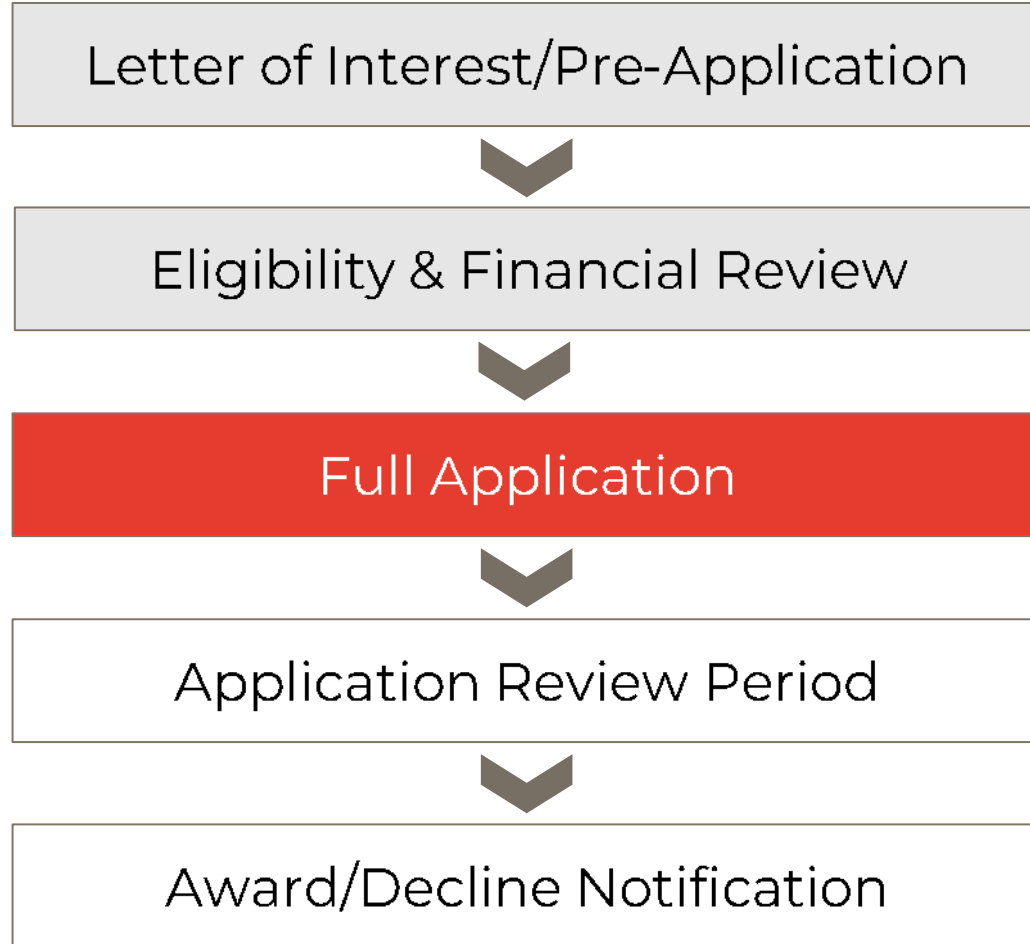 Letter of Interest/Pre-Application
Eligibility & Financial Review
Full Application
Application Review Period
Award/Decline Notification